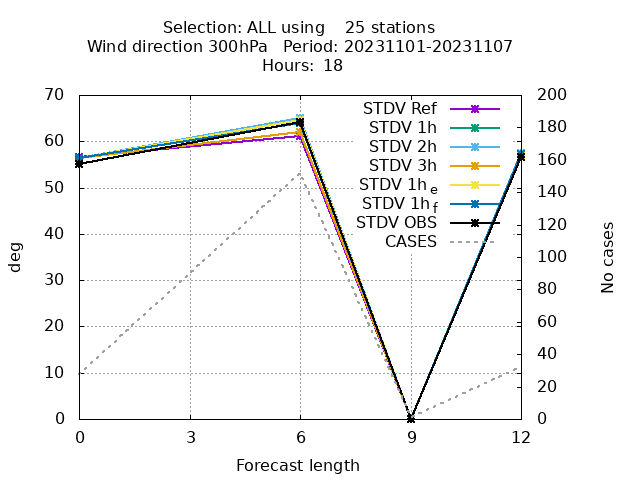 Selection: ALL using    25 stations
Wind direction 300hPa   Period: 20231101-20231107
Hours: 18
70
60
50
40
30
20
10
0
200
180
160
140
120
100
80
60
40
20
0
0 3 6 9 12
deg
No cases
Forecast length
STDV Ref
STDV 1h
STDV 2h
STDV 3h
STDV 1h e
STDV 1h f
STDV OBS
CASES